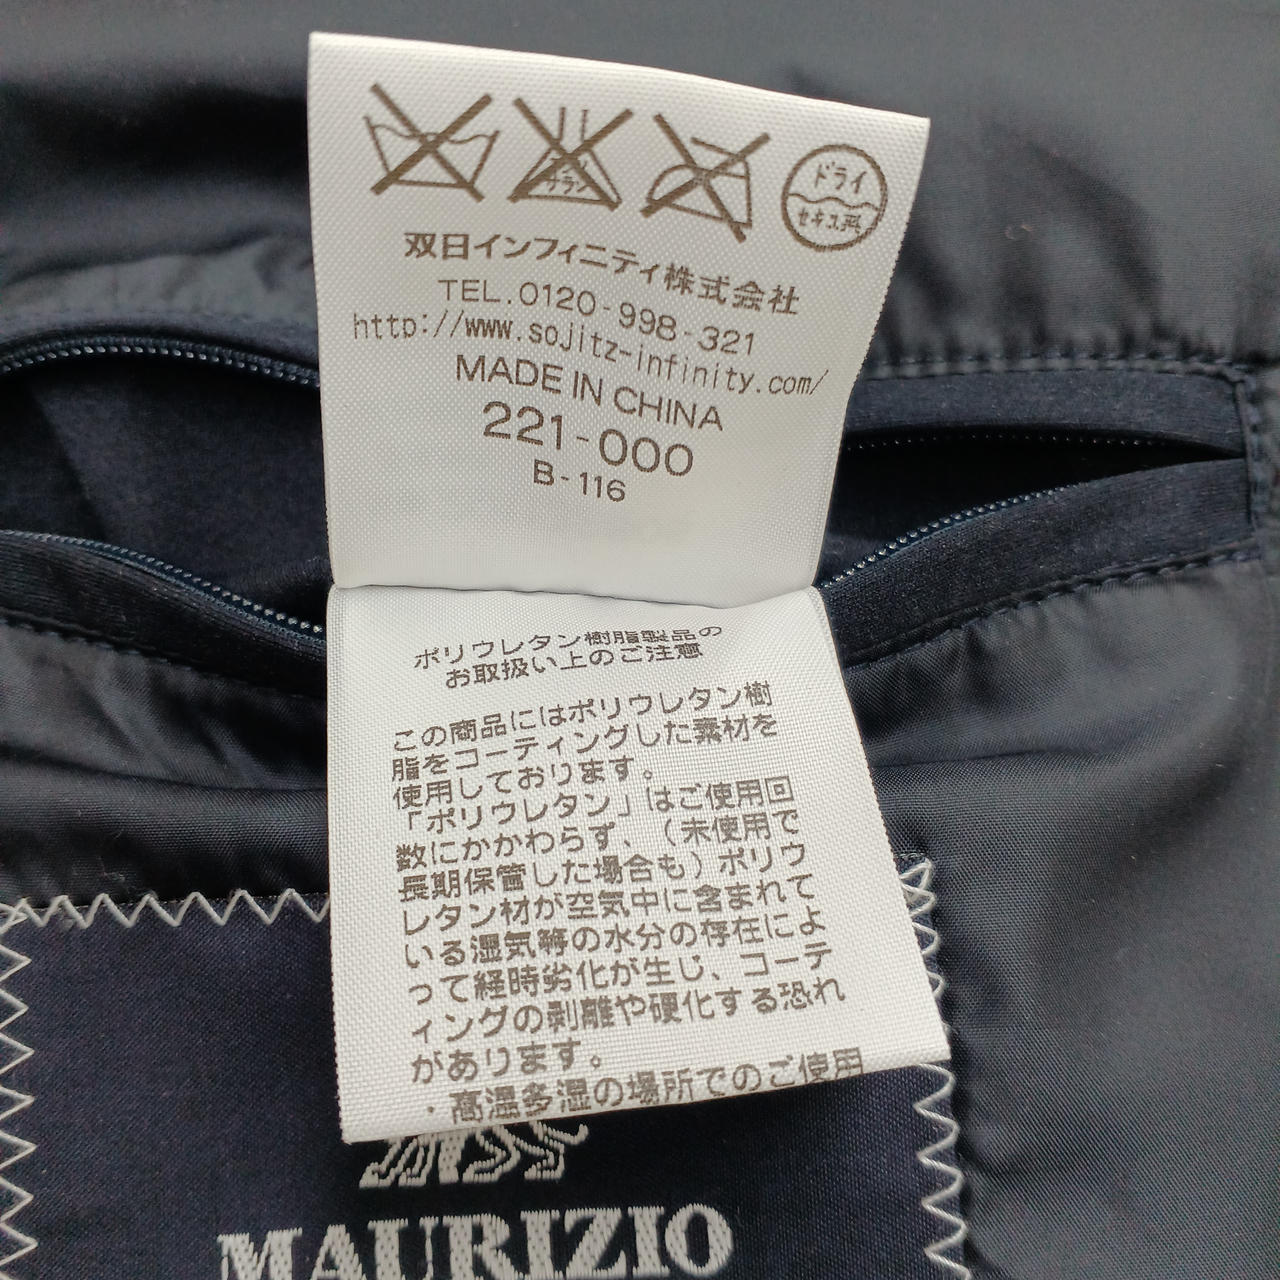 エンソ
サラシ
ドライ
セキユ系
双日インフィニティ株式会社
TEL.0120-998-321
http://www.sojitz-infinity.com/
MADE IN CHINA
221-000
B-116
ポリウレタン樹脂製品の
お取扱い上のご注意
この商品にはポリウレタン樹
脂をコーティングした素材を
使用しております。
「ポリウレタン」はご使用回
数にかかわらず、（未使用で
長期保管した場合も）ポリウ
レタン材が空気中に含まれて
いる湿気等の水分の存在によ
って経時劣化が生じ、コーテ
ィングの剥離や硬化する恐れ
があります。
・高温多湿の場所でのご使用
MAURIZIO